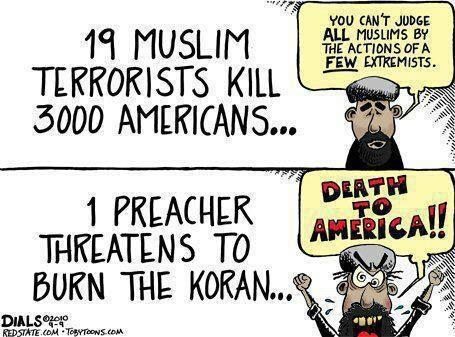 19 MUSLIM
TERRORISTS KILL
3000 AMERICANS...
YOU CAN'T JUDGE
ALL MUSLIMS BY
THE ACTIONS OF A
FEW EXTREMISTS.
1 PREACHER
THREATENS TO
BURN THE KORAN...
DEATH
TO
AMERICA!!
DIALS ©2010
9-9
REDSTATE.COM • TOBYTOONS.COM